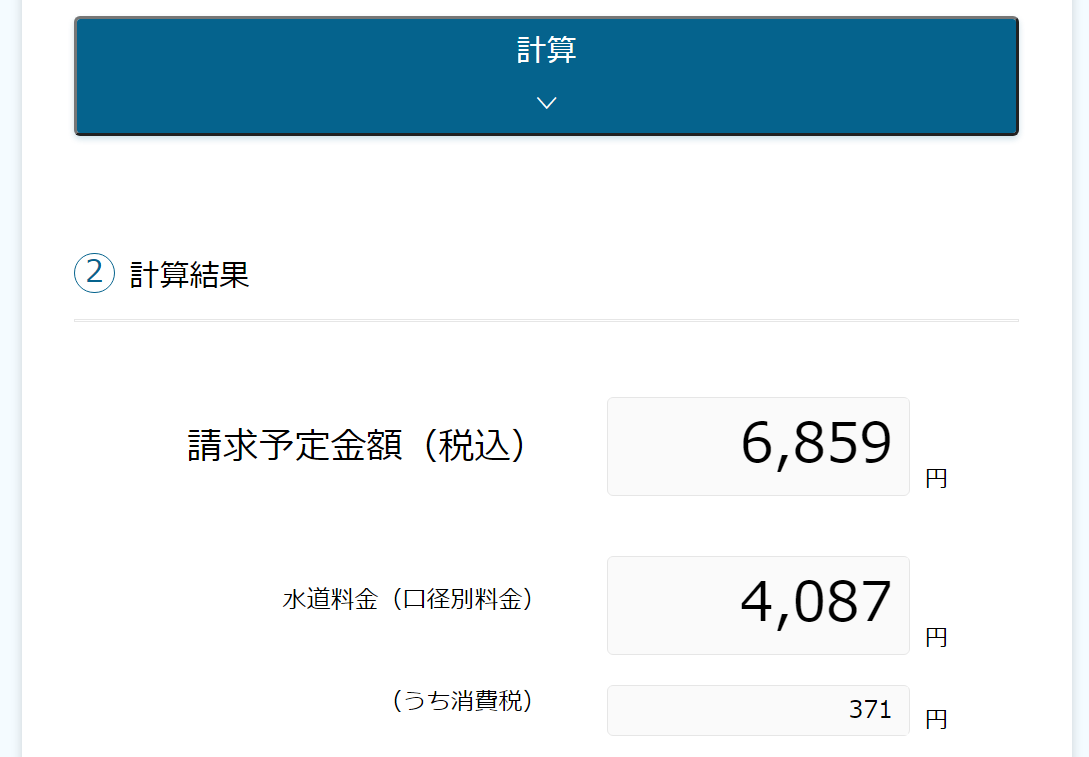 計算
② 計算結果
請求予定金額（税込） 6,859 円
水道料金（口径別料金） 4,087 円
（うち消費税） 371 円